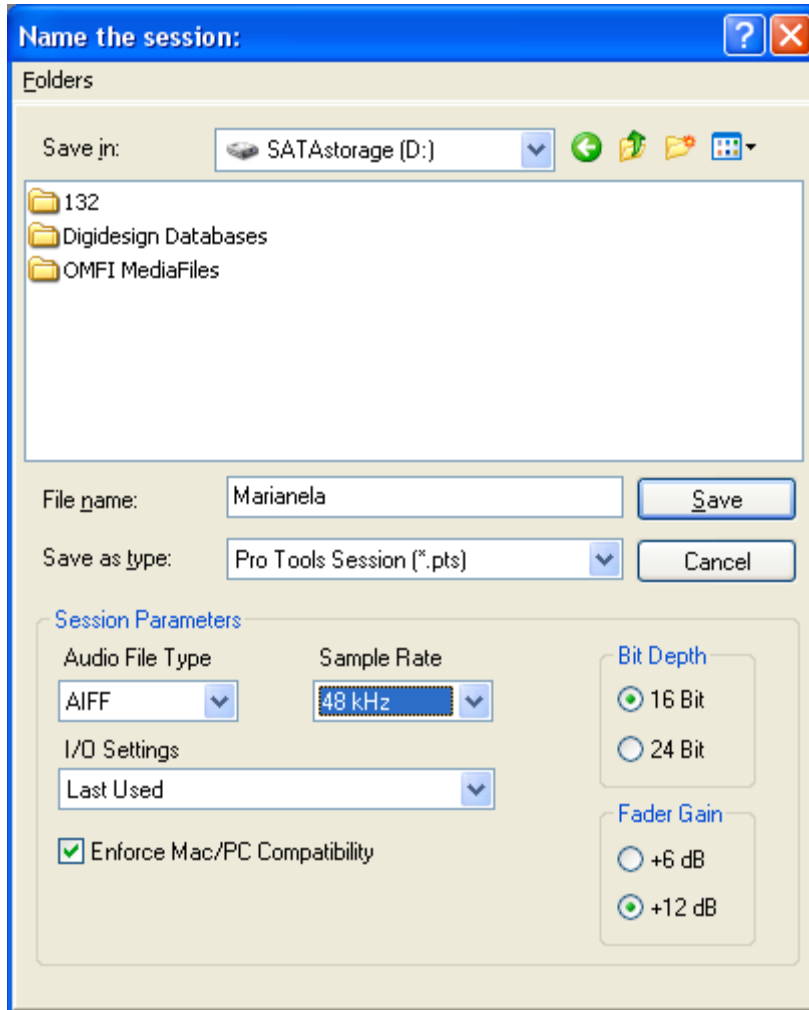 Name the session:
Folders
Save in: SATAstorage (D:)
132
Digidesign Databases
OMFI MediaFiles
File name: Marianela Save
Save as type: Pro Tools Session (*.pts) Cancel
Session Parameters
Audio File Type Sample Rate Bit Depth
AIFF 48 kHz 16 Bit
I/O Settings 24 Bit
Last Used
Fader Gain
Enforce Mac/PC Compatibility +6 dB
+12 dB